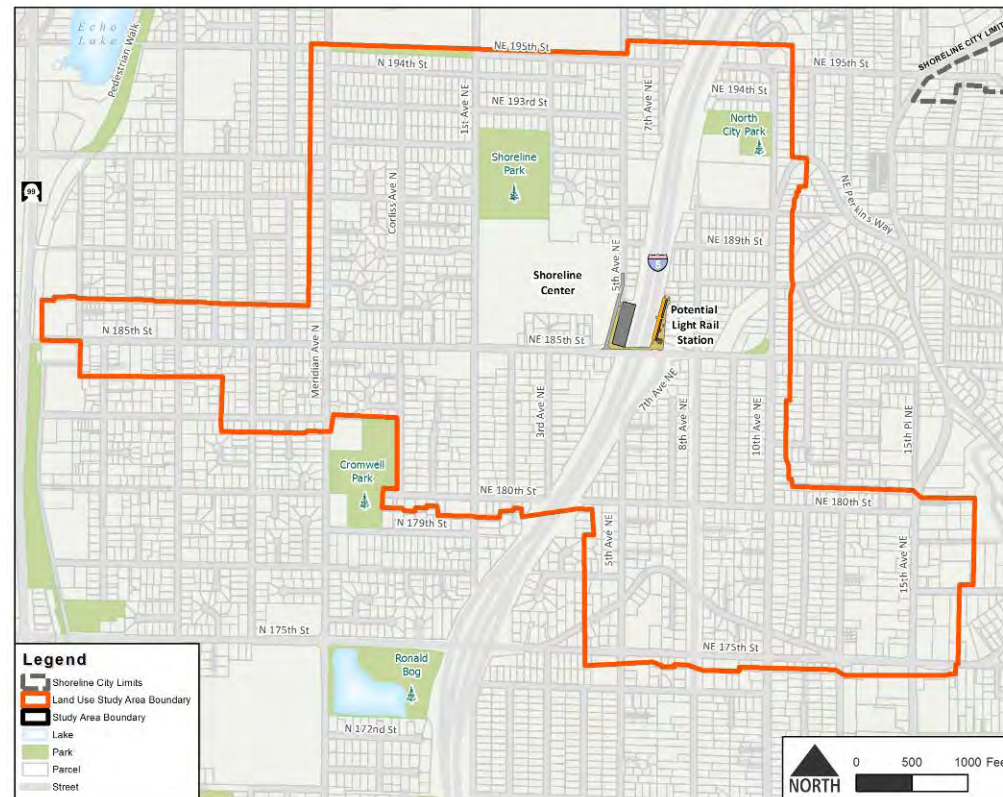 Echo
Lake
Pedestrian Walk
SHORELINE CITY LIMIT
NE 195th St
N 194th St
NE 195th St
NE 193rd St
NE 194th St
1st Ave NE
7th Ave NE
North
City Park
Shoreline
Park
99
Corliss Ave N
NE Perkins Way
NE 189th St
Shoreline
Center
5th Ave NE
5
Potential
Light Rail
Station
N 185th St
NE 185th St
Meridian Ave N
3rd Ave NE
7th Ave NE
8th Ave NE
10th Ave NE
15th Pl NE
Cromwell
Park
NE 180th St
NE 180th St
N 179th St
5th Ave NE
15th Ave NE
N 175th St
NE 175th St
Ronald
Bog
N 172nd St
Legend
Shoreline City Limits
Land Use Study Area Boundary
Study Area Boundary
Lake
Park
Parcel
Street
NORTH
0 500 1000 Fee